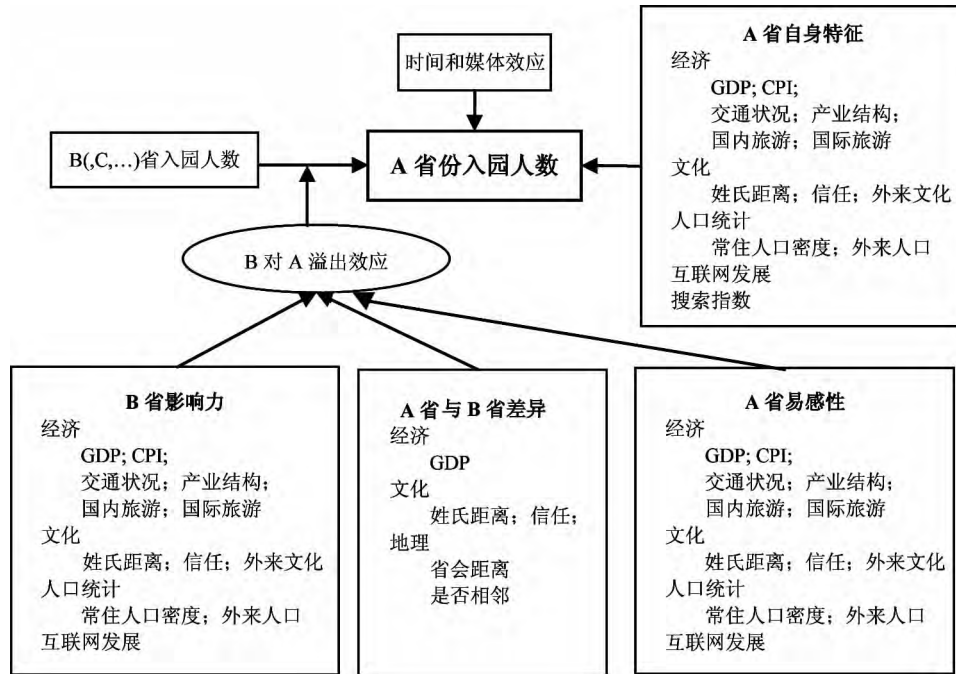 时间和媒体效应
B(,C,…)省入园人数
A 省份入园人数
B 对 A 溢出效应
A 省自身特征
经济
GDP; CPI;
交通状况；产业结构；
国内旅游；国际旅游
文化
姓氏距离；信任；外来文化
人口统计
常住人口密度；外来人口
互联网发展
搜索指数
B 省影响力
经济
GDP; CPI;
交通状况；产业结构；
国内旅游；国际旅游
文化
姓氏距离；信任；外来文化
人口统计
常住人口密度；外来人口
互联网发展
A 省与 B 省差异
经济
GDP
文化
姓氏距离；信任；
地理
省会距离
是否相邻
A 省易感性
经济
GDP; CPI;
交通状况；产业结构；
国内旅游；国际旅游
文化
姓氏距离；信任；外来文化
人口统计
常住人口密度；外来人口
互联网发展